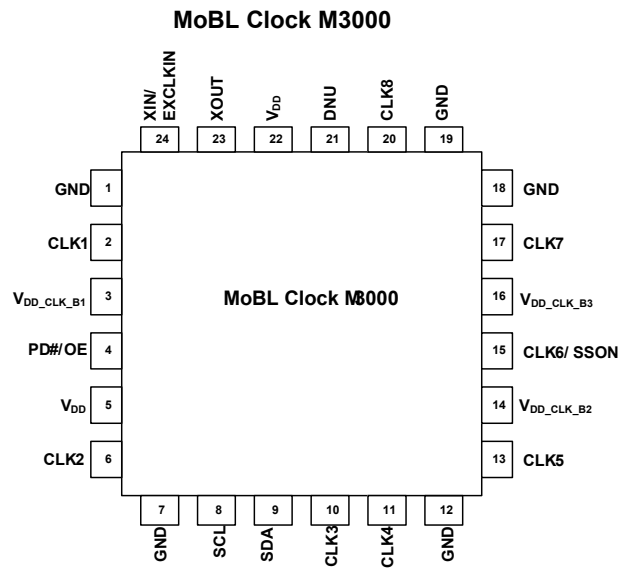 MoBL Clock M3000
XIN/
EXCLKIN
XOUT
VDD
DNU
CLK8
GND
24
23
22
21
20
19
GND 1
CLK1 2
VDD_CLK_B1 3
PD#/OE 4
VDD 5
CLK2 6
MoBL Clock M3000
18 GND
17 CLK7
16 VDD_CLK_B3
15 CLK6/ SSON
14 VDD_CLK_B2
13 CLK5
7
8
9
10
11
12
GND
SCL
SDA
CLK3
CLK4
GND